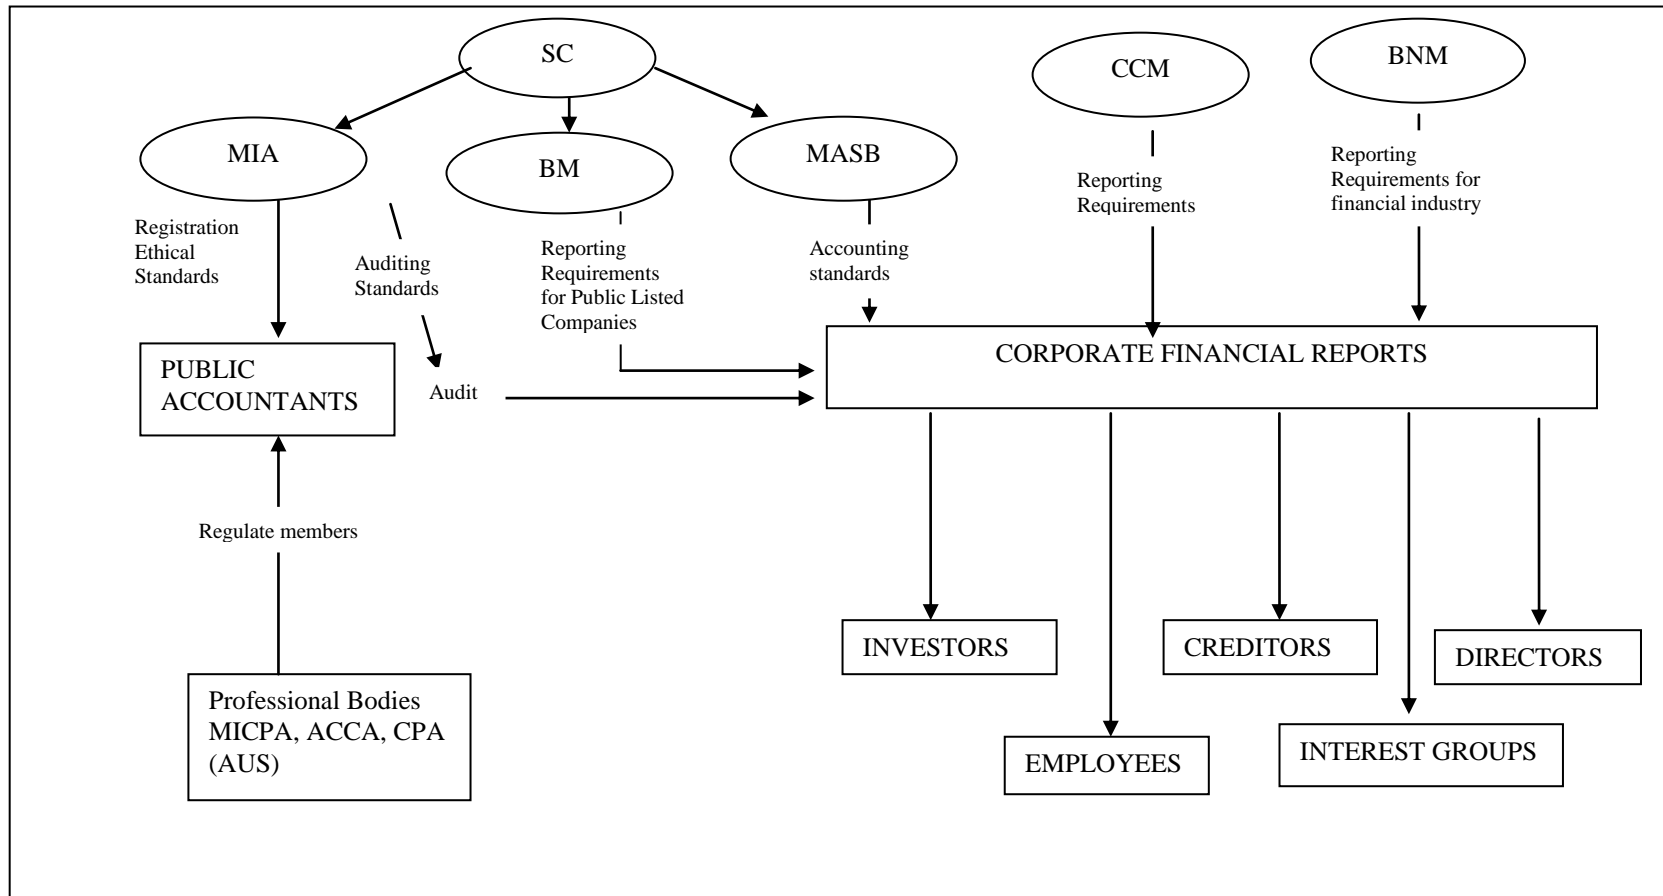 SC
CCM
BNM
MIA
BM
MASB
Registration
Ethical
Standards
Auditing
Standards
Reporting
Requirements
for Public Listed
Companies
Accounting
standards
Reporting
Requirements
Reporting
Requirements for
financial industry
PUBLIC
ACCOUNTANTS
Audit
CORPORATE FINANCIAL REPORTS
Regulate members
Professional Bodies
MICPA, ACCA, CPA
(AUS)
INVESTORS
CREDITORS
DIRECTORS
EMPLOYEES
INTEREST GROUPS